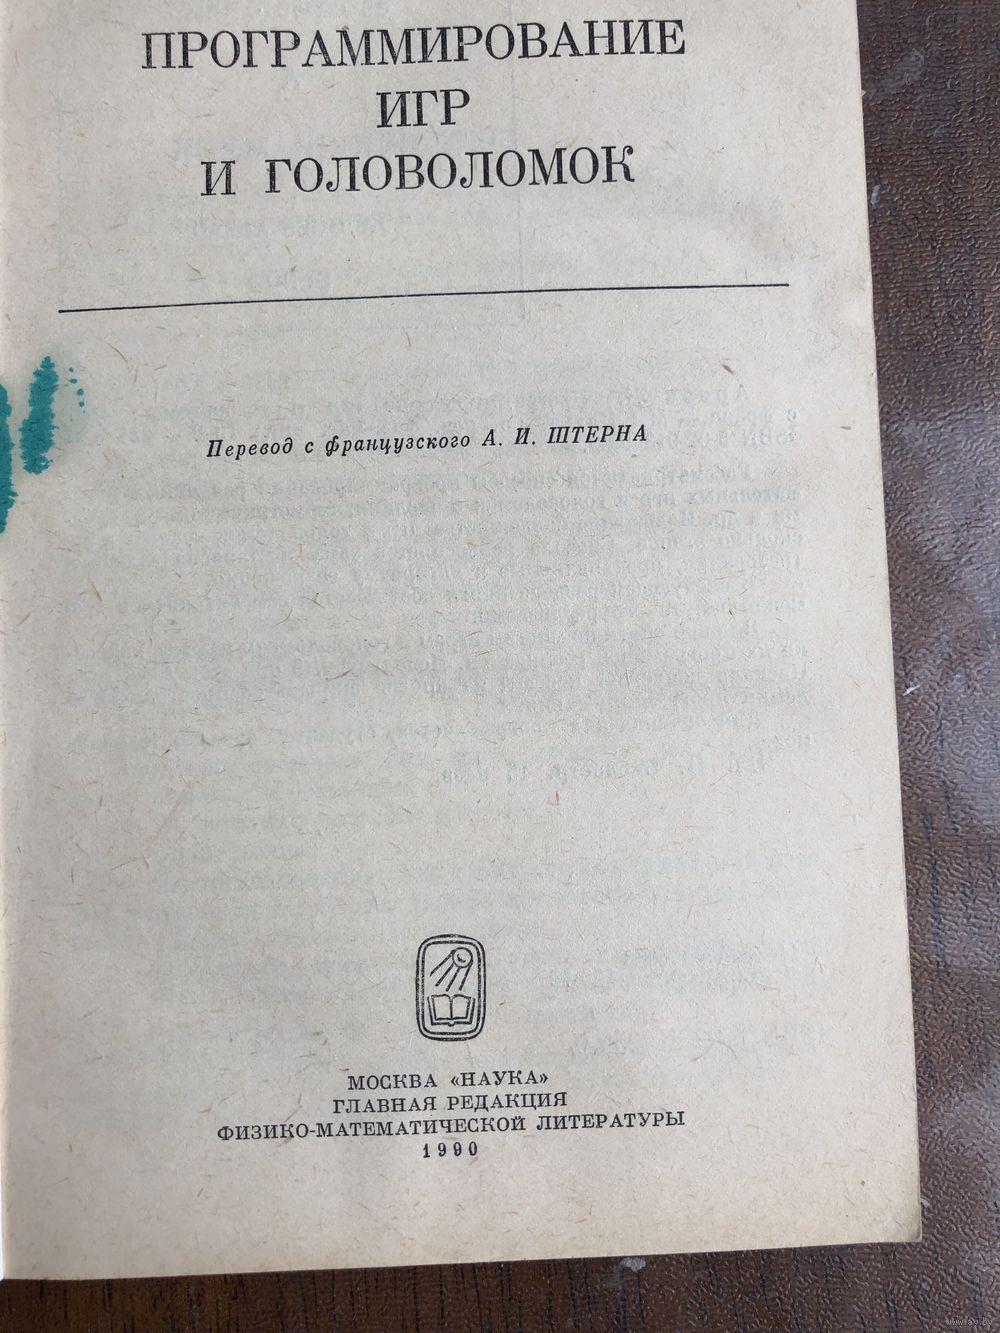 ПРОГРАММИРОВАНИЕ
ИГР
И ГОЛОВОЛОМОК
Перевод с французского А. И. ШТЕРНА
МОСКВА «НАУКА»
ГЛАВНАЯ РЕДАКЦИЯ
ФИЗИКО-МАТЕМАТИЧЕСКОЙ ЛИТЕРАТУРЫ
1990